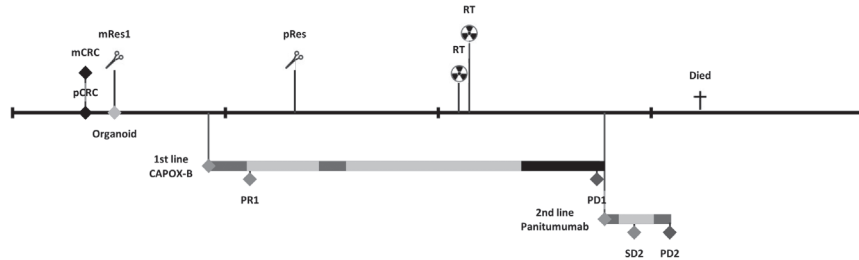 RT
mRes1
pRes
mCRC
RT
Died
pCRC
Organoid
1st line
CAPOX-B
PR1
PD1
2nd line
Panitumumab
SD2
PD2